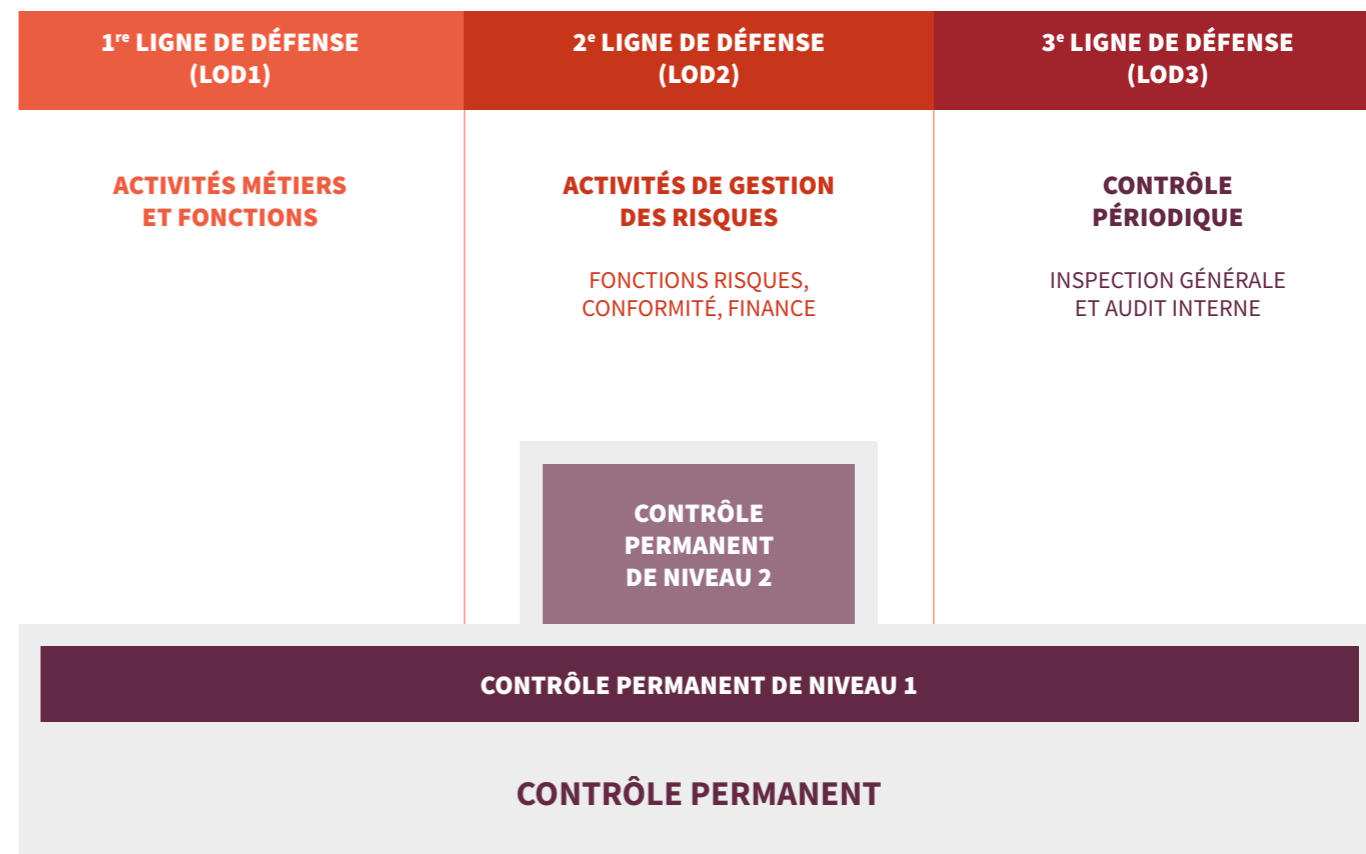 1re LIGNE DE DÉFENSE
(LOD1)
2e LIGNE DE DÉFENSE
(LOD2)
3e LIGNE DE DÉFENSE
(LOD3)
ACTIVITÉS MÉTIERS
ET FONCTIONS
ACTIVITÉS DE GESTION
DES RISQUES
FONCTIONS RISQUES,
CONFORMITÉ, FINANCE
CONTRÔLE
PÉRIODIQUE
INSPECTION GÉNÉRALE
ET AUDIT INTERNE
CONTRÔLE
PERMANENT
DE NIVEAU 2
CONTRÔLE PERMANENT DE NIVEAU 1
CONTRÔLE PERMANENT